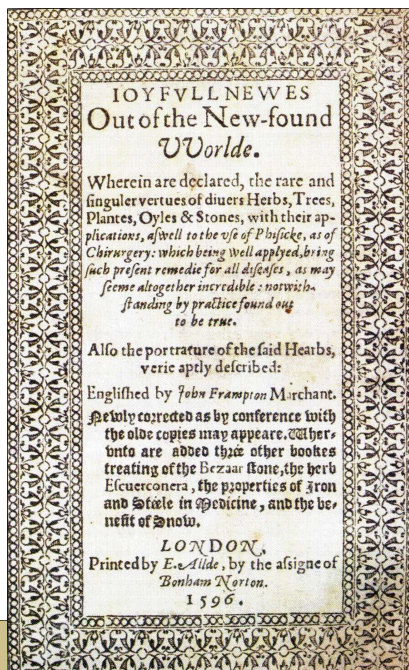 IOYFVLL NEWES
Out of the New-found
VVorlde.
Wherein are declared, the rare and
ſinguler vertues of diuers Herbs, Trees,
Plantes, Oyles & Stones, with their ap-
plications, aſwell to the vſe of Phiſicke, as of
Chirurgery: which being well applyed, bring
ſuch preſent remedie for all diſeaſes, as may
ſeeme altogether incredible: notwith-
ſtanding by practice found out
to be true.
Alſo the portrature of the ſaid Hearbs,
verie aptly deſcribed:
Engliſhed by John Frampton Marchant.
Newly corrected as by conference with
the olde copies may appeare. Wher-
vnto are added three other bookes
treating of the Bezaar ſtone, the herb
Eſcuerconera, the properties of Iron
and Steele in Medicine, and the be-
nefit of Snow.
LONDON,
Printed by E. Allde, by the aſſigne of
Bonham Norton.
1596.